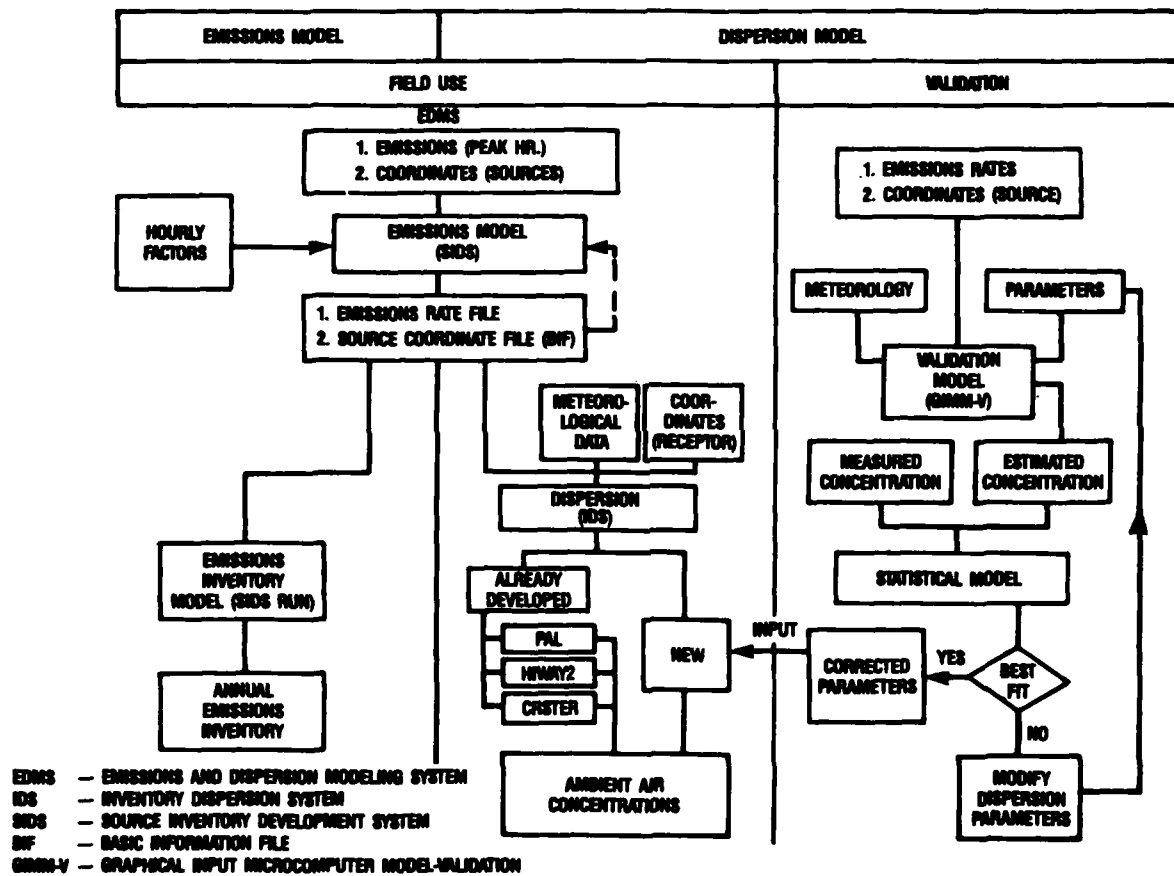 EMISSIONS MODEL
DISPERSION MODEL
FIELD USE
VALIDATION
EDMS
1. EMISSIONS (PEAK HR.)
2. COORDINATES (SOURCES)
HOURLY
FACTORS
EMISSIONS MODEL
(SIDS)
1. EMISSIONS RATE FILE
2. SOURCE COORDINATE FILE (BIF)
METEORO-
LOGICAL
DATA
COOR-
DINATES
(RECEPTOR)
DISPERSION
(IDS)
EMISSIONS
INVENTORY
MODEL (SIDS RUN)
ANNUAL
EMISSIONS
INVENTORY
ALREADY
DEVELOPED
PAL
HIWAY2
CRSTER
NEW
AMBIENT AIR
CONCENTRATIONS
1. EMISSIONS RATES
2. COORDINATES (SOURCE)
METEOROLOGY
PARAMETERS
VALIDATION
MODEL
(GIMM-V)
MEASURED
CONCENTRATION
ESTIMATED
CONCENTRATION
STATISTICAL MODEL
INPUT
CORRECTED
PARAMETERS
YES
BEST
FIT
NO
MODIFY
DISPERSION
PARAMETERS
EDMS — EMISSIONS AND DISPERSION MODELING SYSTEM
IDS — INVENTORY DISPERSION SYSTEM
SIDS — SOURCE INVENTORY DEVELOPMENT SYSTEM
BIF — BASIC INFORMATION FILE
GIMM-V — GRAPHICAL INPUT MICROCOMPUTER MODEL-VALIDATION